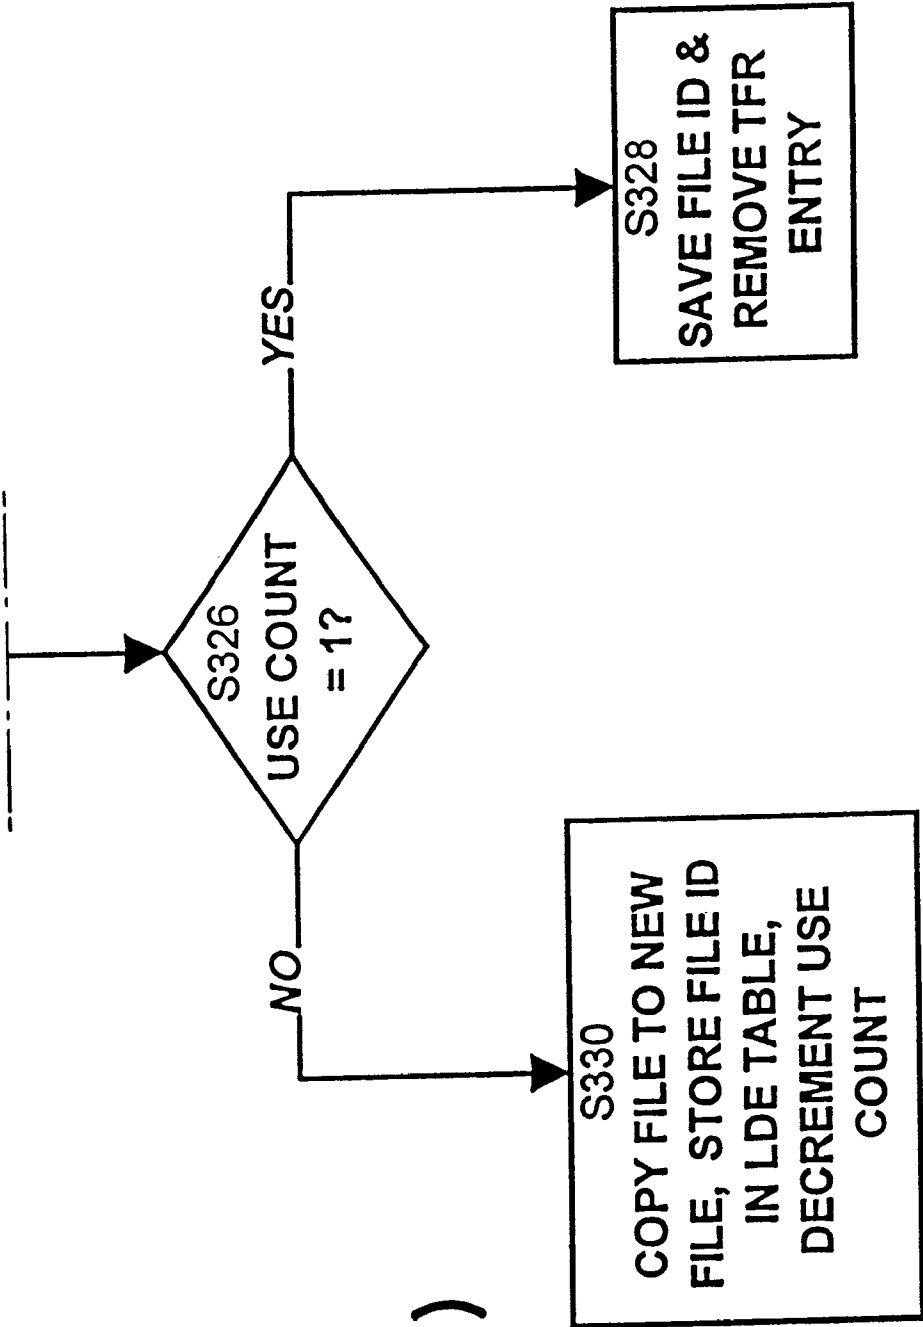 S326
USE COUNT
= 1?
NO
YES
S330
COPY FILE TO NEW
FILE, STORE FILE ID
IN LDE TABLE,
DECREMENT USE
COUNT
S328
SAVE FILE ID &
REMOVE TFR
ENTRY
)